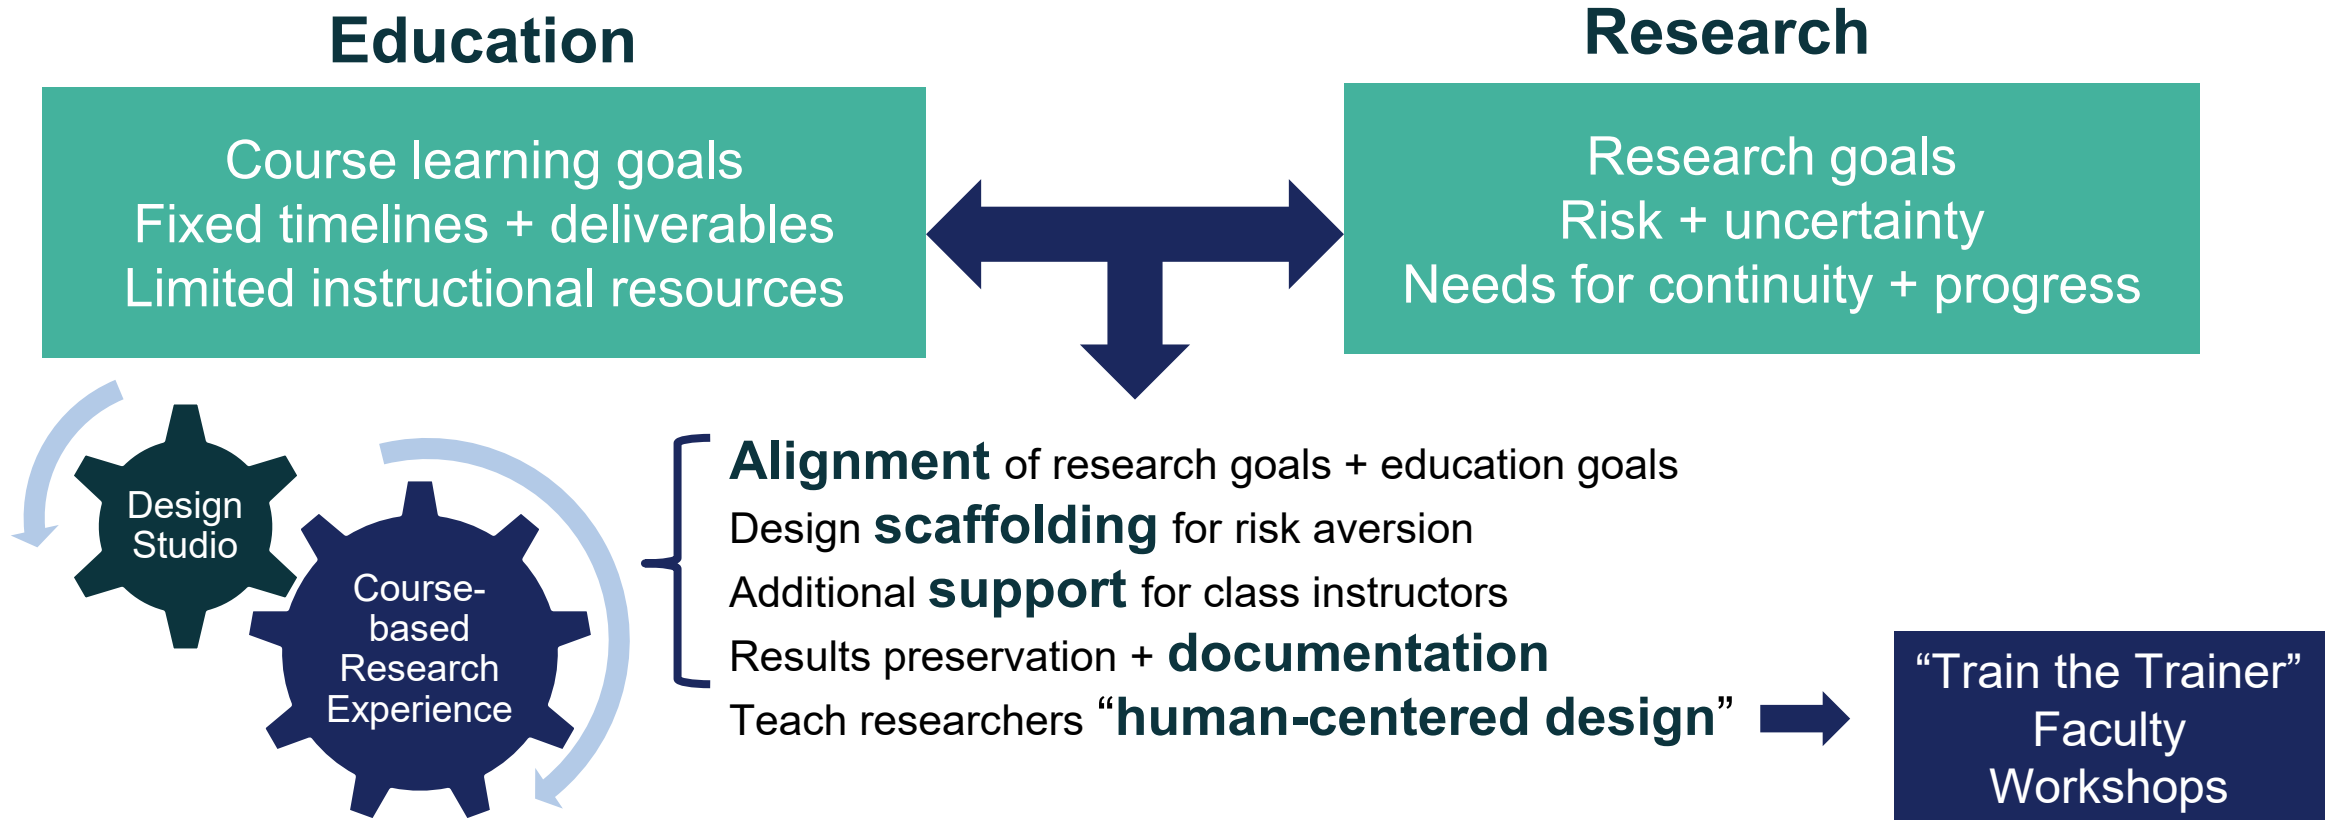 Education
Research
Course learning goals
Fixed timelines + deliverables
Limited instructional resources
Research goals
Risk + uncertainty
Needs for continuity + progress
Design
Studio
Course-
based
Research
Experience
Alignment of research goals + education goals
Design scaffolding for risk aversion
Additional support for class instructors
Results preservation + documentation
Teach researchers “human-centered design”
“Train the Trainer”
Faculty
Workshops